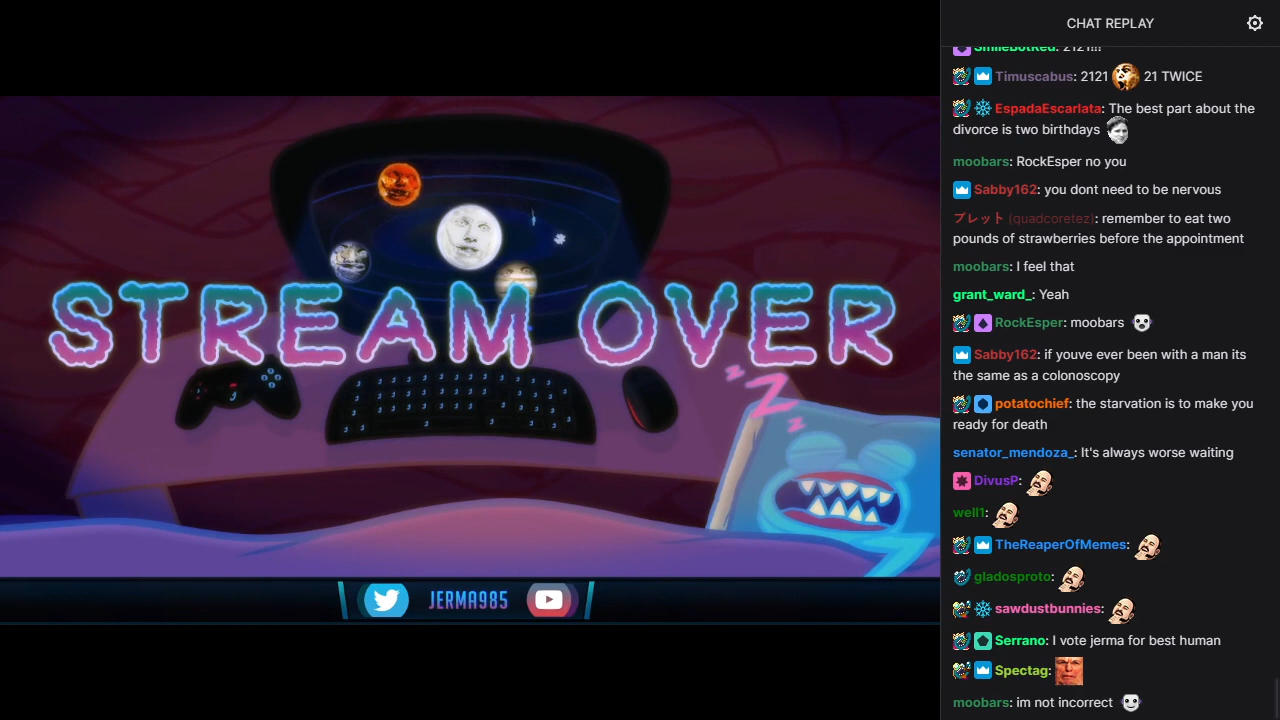 CHAT REPLAY
SmileBotRed: 2121!!!
Timuscabus: 2121 21 TWICE
EspadaEscarlata: The best part about the
divorce is two birthdays
moobars: RockEsper no you
Sabby162: you dont need to be nervous
ブレット (quadcoretez): remember to eat two
pounds of strawberries before the appointment
moobars: I feel that
grant_ward_: Yeah
RockEsper: moobars
Sabby162: if youve ever been with a man its
the same as a colonoscopy
potatochief: the starvation is to make you
ready for death
senator_mendoza_: It's always worse waiting
DivusP:
well1:
TheReaperOfMemes:
gladosproto:
sawdustbunnies:
Serrano: I vote jerma for best human
Spectag:
moobars: im not incorrect
STREAM OVER
z
Z
z
JERMA985